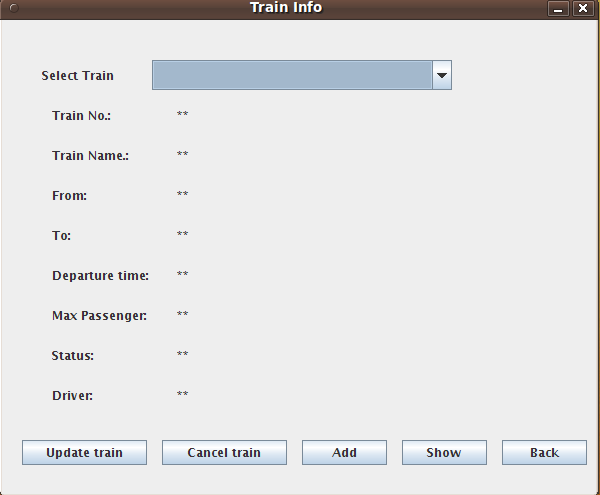 Train Info
Select Train
Train No.: **
Train Name.: **
From: **
To: **
Departure time: **
Max Passenger: **
Status: **
Driver: **
Update train Cancel train Add Show Back